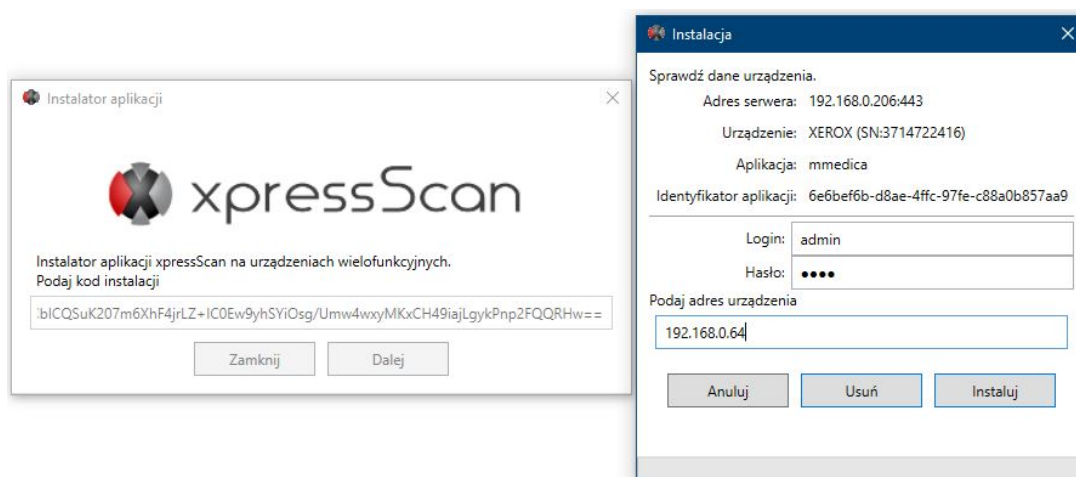 Instalator aplikacji
xpressScan
Instalator aplikacji xpressScan na urządzeniach wielofunkcyjnych.
Podaj kod instalacji
bICQSuK207m6XhF4jrLZ+IC0Ew9yhSYiOsg/Umw4wxyMKxCH49iajLgykPnp2FQQRHw==
Zamknij Dalej
Instalacja
Sprawdź dane urządzenia.
Adres serwera: 192.168.0.206:443
Urządzenie: XEROX (SN:3714722416)
Aplikacja: mmedica
Identyfikator aplikacji: 6e6bef6b-d8ae-4ffc-97fe-c88a0b857aa9
Login: admin
Hasło: ●●●●
Podaj adres urządzenia
192.168.0.64
Anuluj Usuń Instaluj